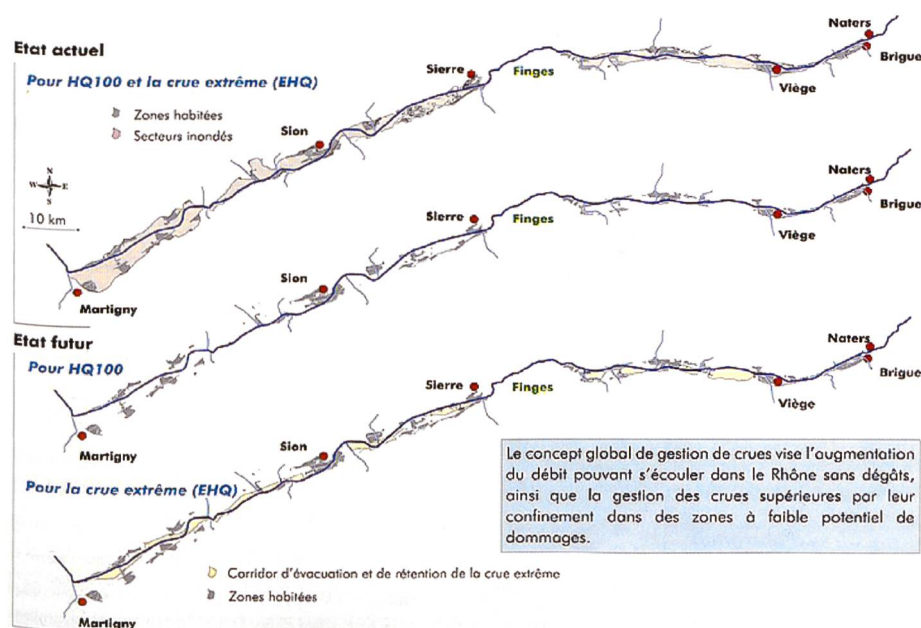 Etat actuel
Pour HQ100 et la crue extrême (EHQ)
Zones habitées
Secteurs inondés
N
W E
S
10 km
Martigny
Sion
Sierre
Finges
Viège
Naters
Brigue
Etat futur
Pour HQ100
Martigny
Sion
Sierre
Finges
Viège
Naters
Brigue
Pour la crue extrême (EHQ)
Martigny
Sion
Sierre
Finges
Viège
Naters
Brigue
Le concept global de gestion de crues vise l'augmentation
du débit pouvant s'écouler dans le Rhône sans dégâts,
ainsi que la gestion des crues supérieures par leur
confinement dans des zones à faible potentiel de
dommages.
Corridor d'évacuation et de rétention de la crue extrême
Zones habitées